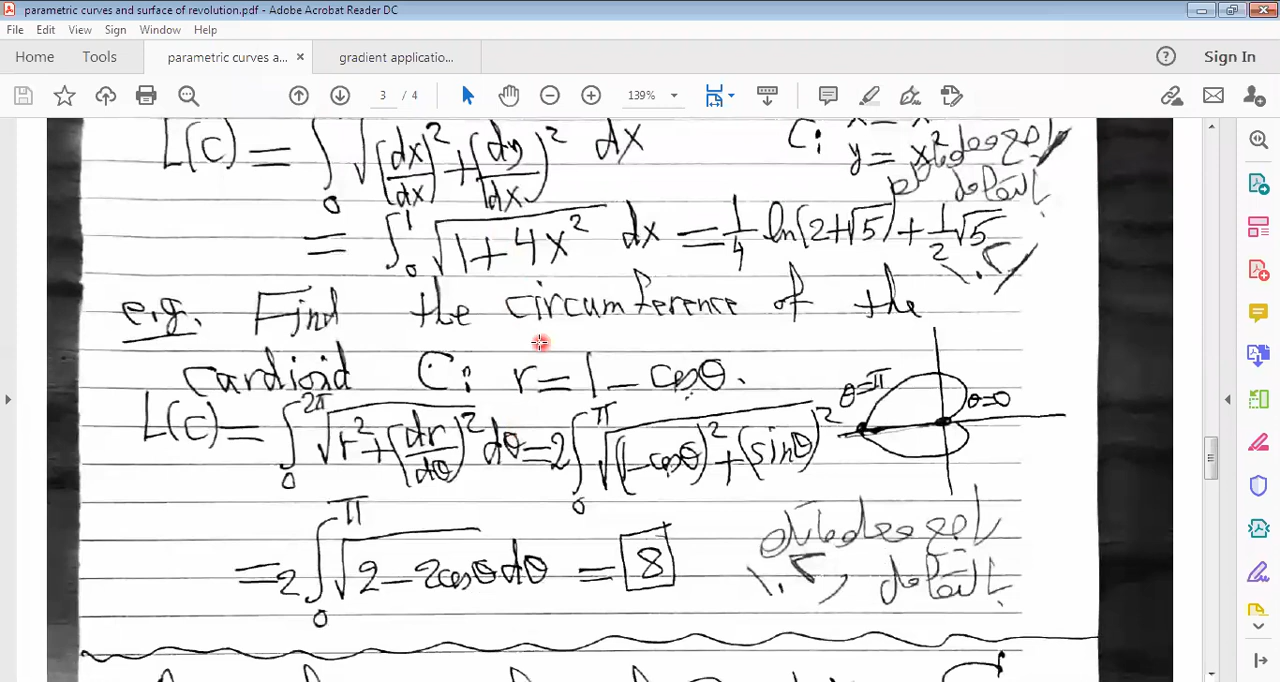 parametric curves and surface of revolution.pdf - Adobe Acrobat Reader DC
File Edit View Sign Window Help
Home Tools parametric curves a... × gradient applicatio... Sign In
3 / 4 139%
L(C) = ∫₀ √((dx/dx)² + (dy/dx)²) dx C: y = x²
= ∫₀¹ √(1+4x²) dx = 1/4 ln(2+√5) + 1/2 √5
e.g. Find the circumference of the
cardioid C: r = 1 - cosθ.
L(C) = ∫₀^2π √(r² + (dr/dθ)²) dθ = 2 ∫₀^π √((1-cosθ)² + (sinθ)²
θ=π θ=0
= 2 ∫₀^π √(2-2cosθ) dθ = 8